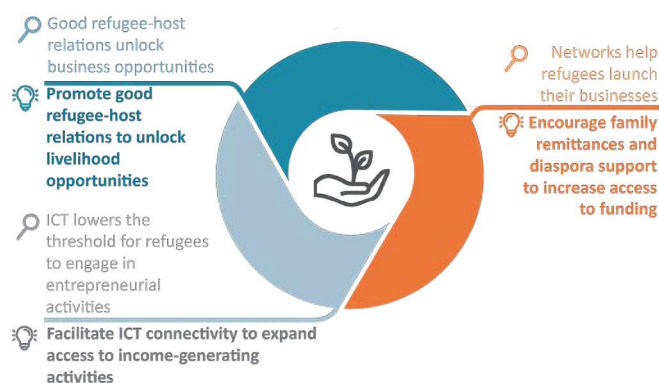 Good refugee-host
relations unlock
business opportunities
Promote good
refugee-host
relations to unlock
livelihood
opportunities
Networks help
refugees launch
their businesses
Encourage family
remittances and
diaspora support
to increase access
to funding
ICT lowers the
threshold for refugees
to engage in
entrepreneurial
activities
Facilitate ICT connectivity to expand
access to income-generating
activities